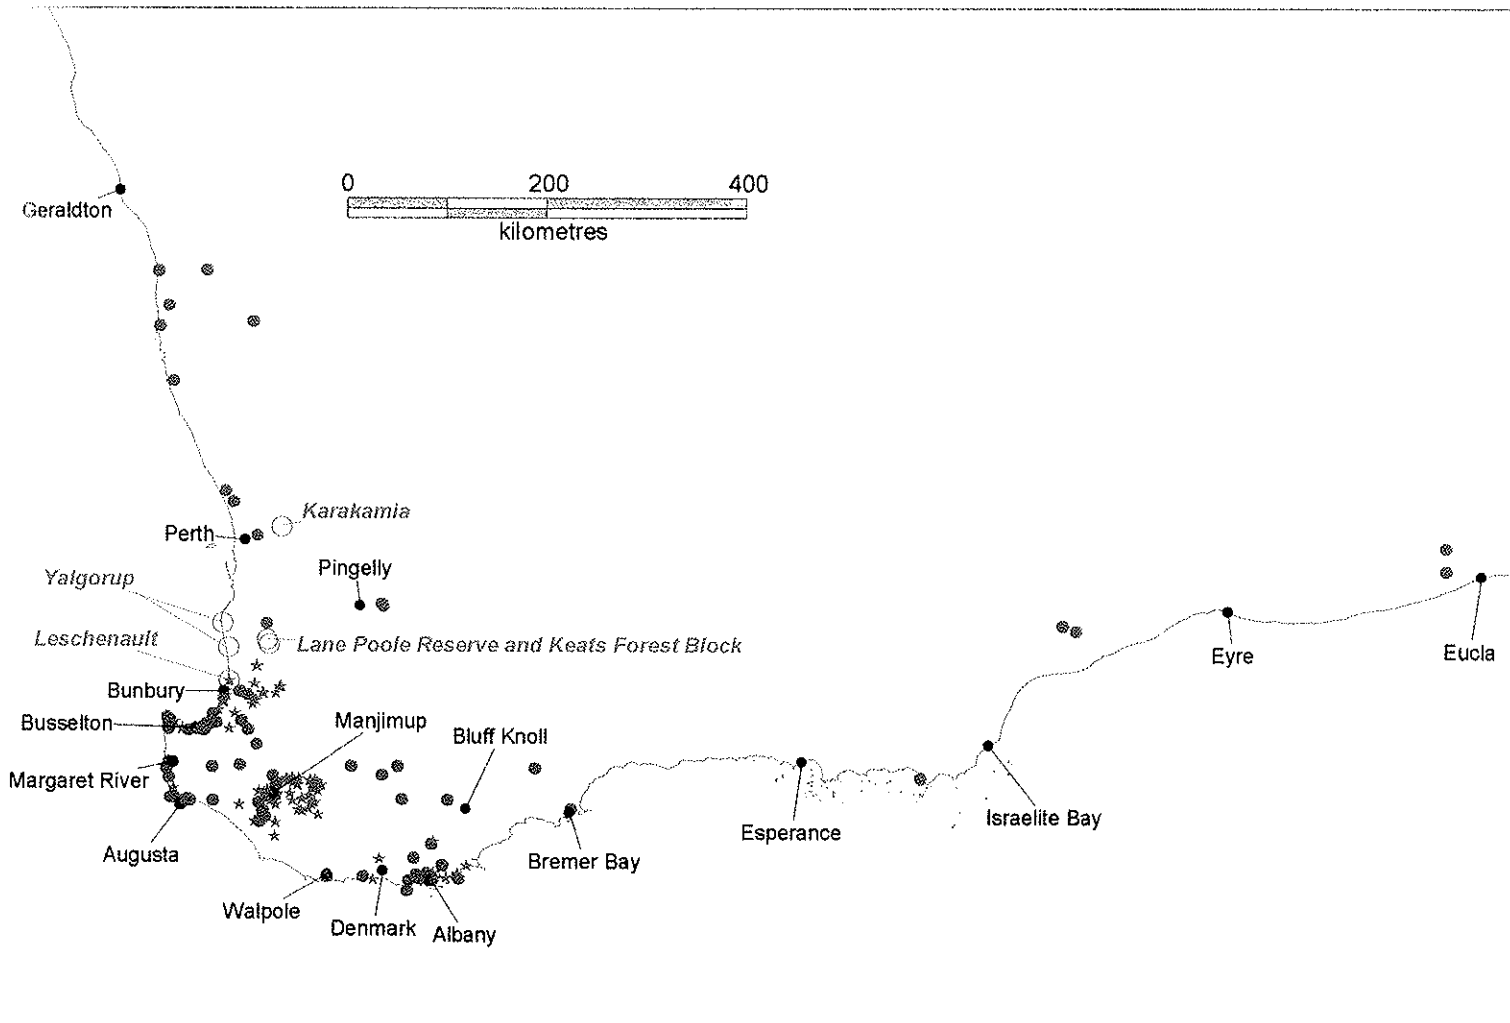 0 200 400
Geraldton
kilometres
Karakamia
Perth
Pingelly
Yalgorup
Leschenault
Lane Poole Reserve and Keats Forest Block
Eyre
Eucla
Bunbury
Busselton
Manjimup
Bluff Knoll
Margaret River
Israelite Bay
Esperance
Augusta
Bremer Bay
Walpole
Denmark
Albany